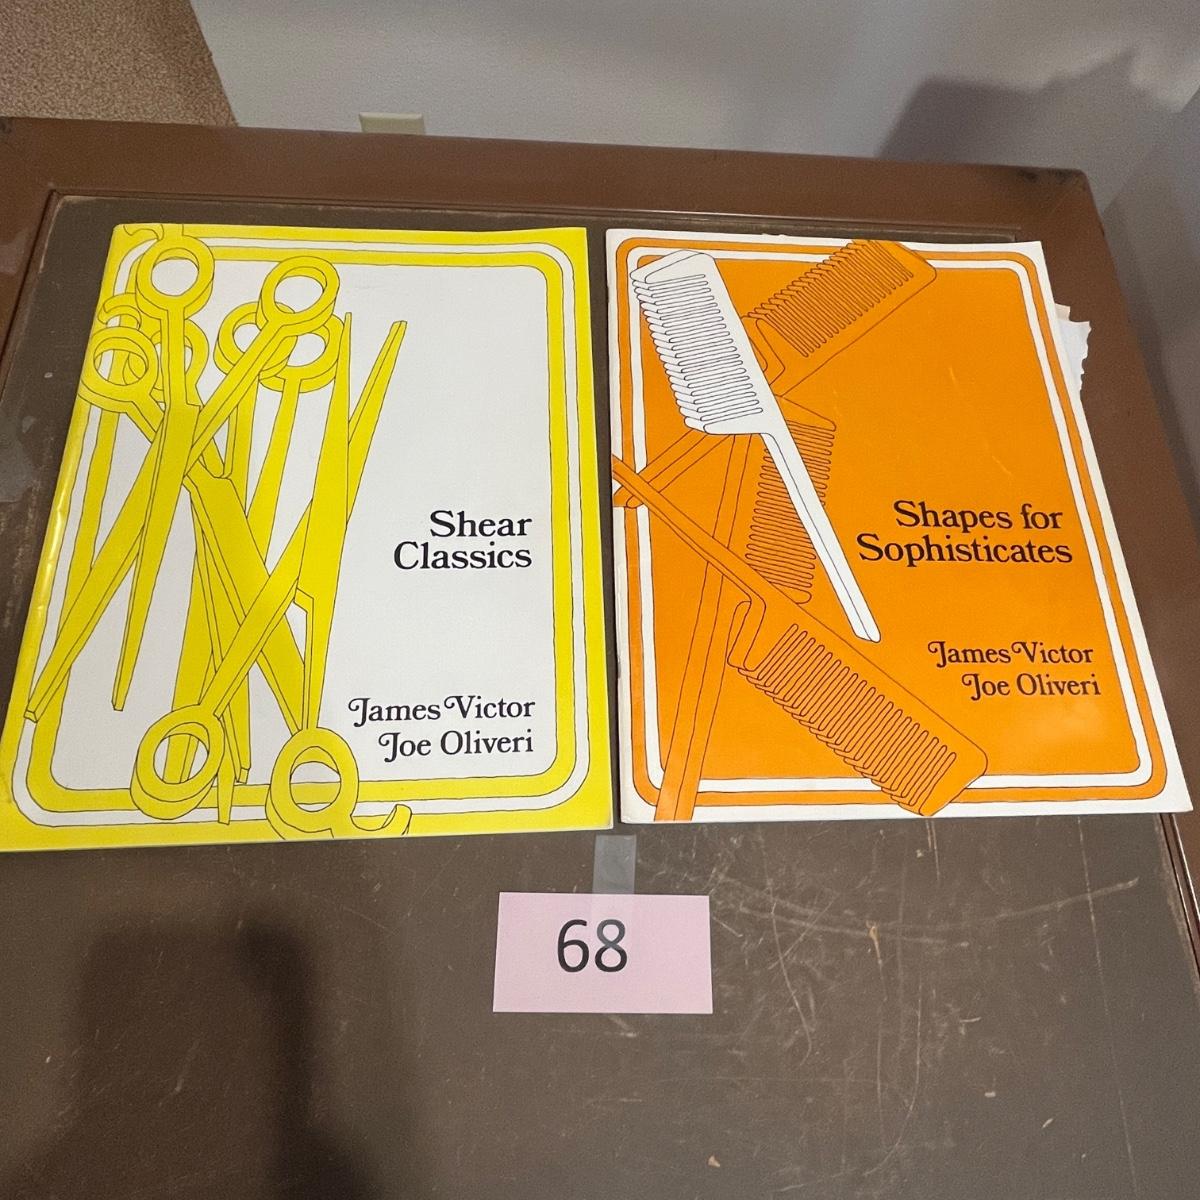 Shear
Classics
James Victor
Joe Oliveri
Shapes for
Sophisticates
James Victor
Joe Oliveri
68